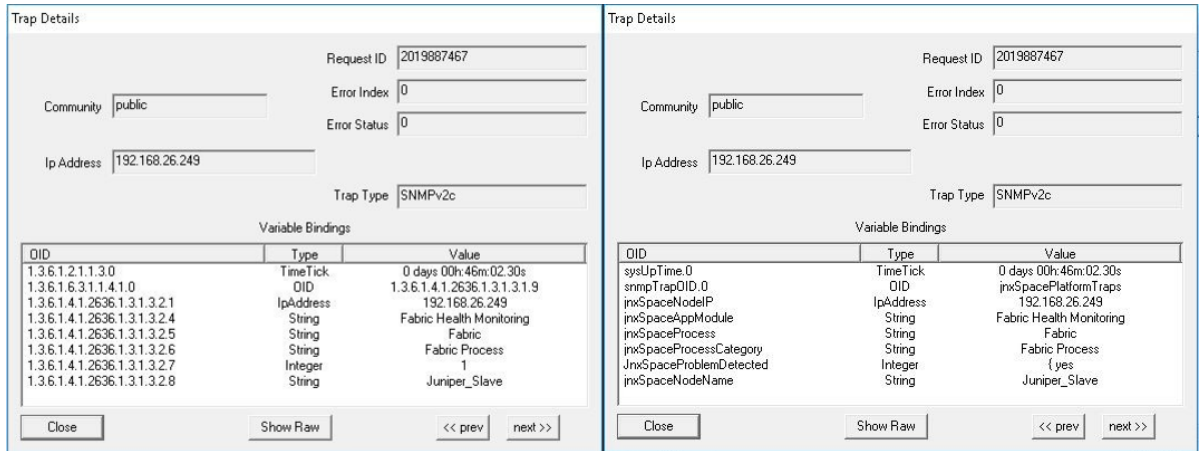 Trap Details
Request ID 2019887467
Error Index 0
Community public
Error Status 0
Ip Address 192.168.26.249
Trap Type SNMPv2c
Variable Bindings
OID Type Value
1.3.6.1.2.1.1.3.0 TimeTick 0 days 00h:46m:02.30s
1.3.6.1.6.3.1.1.4.1.0 OID 1.3.6.1.4.1.2636.1.3.1.3.1.9
1.3.6.1.4.1.2636.1.3.1.3.2.1 IpAddress 192.168.26.249
1.3.6.1.4.1.2636.1.3.1.3.2.4 String Fabric Health Monitoring
1.3.6.1.4.1.2636.1.3.1.3.2.5 String Fabric
1.3.6.1.4.1.2636.1.3.1.3.2.6 String Fabric Process
1.3.6.1.4.1.2636.1.3.1.3.2.7 Integer 1
1.3.6.1.4.1.2636.1.3.1.3.2.8 String Juniper_Slave
Close Show Raw << prev next >>
Trap Details
Request ID 2019887467
Error Index 0
Community public
Error Status 0
Ip Address 192.168.26.249
Trap Type SNMPv2c
Variable Bindings
OID Type Value
sysUpTime.0 TimeTick 0 days 00h:46m:02.30s
snmpTrapOID.0 OID jnxSpacePlatformTraps
jnxSpaceNodeIP IpAddress 192.168.26.249
jnxSpaceAppModule String Fabric Health Monitoring
jnxSpaceProcess String Fabric
jnxSpaceProcessCategory String Fabric Process
JnxSpaceProblemDetected Integer { yes
jnxSpaceNodeName String Juniper_Slave
Close Show Raw << prev next >>